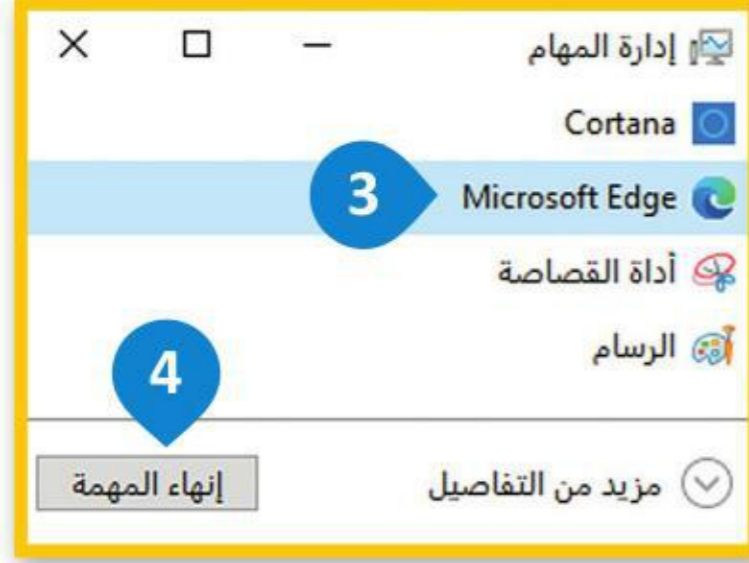 إدارة المهام
Cortana
Microsoft Edge
3
أداة القصاصة
الرسام
4
مزيد من التفاصيل
إنهاء المهمة